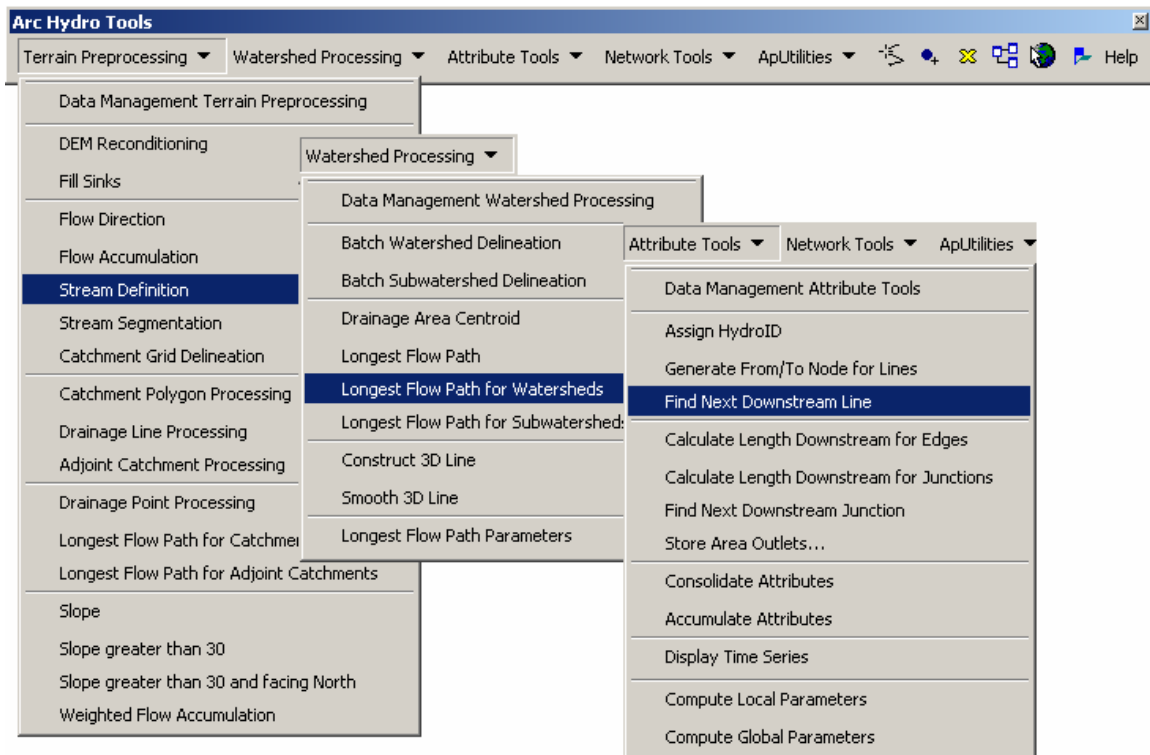 Arc Hydro Tools
Terrain Preprocessing Watershed Processing Attribute Tools Network Tools ApUtilities Help
Data Management Terrain Preprocessing
DEM Reconditioning
Fill Sinks
Flow Direction
Flow Accumulation
Stream Definition
Stream Segmentation
Catchment Grid Delineation
Catchment Polygon Processing
Drainage Line Processing
Adjoint Catchment Processing
Drainage Point Processing
Longest Flow Path for Catchme
Longest Flow Path for Adjoint Catchments
Slope
Slope greater than 30
Slope greater than 30 and facing North
Weighted Flow Accumulation
Watershed Processing
Data Management Watershed Processing
Batch Watershed Delineation
Batch Subwatershed Delineation
Drainage Area Centroid
Longest Flow Path
Longest Flow Path for Watersheds
Longest Flow Path for Subwatersheds
Construct 3D Line
Smooth 3D Line
Longest Flow Path Parameters
Attribute Tools Network Tools ApUtilities
Data Management Attribute Tools
Assign HydroID
Generate From/To Node for Lines
Find Next Downstream Line
Calculate Length Downstream for Edges
Calculate Length Downstream for Junctions
Find Next Downstream Junction
Store Area Outlets...
Consolidate Attributes
Accumulate Attributes
Display Time Series
Compute Local Parameters
Compute Global Parameters